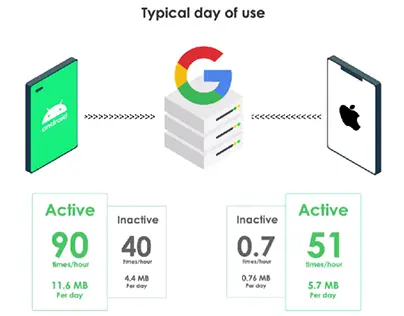 Typical day of use
android
Active
90
times/hour
11.6 MB
Per day
Inactive
40
times/hour
4.4 MB
Per day
Inactive
0.7
times/hour
0.76 MB
Per day
Active
51
times/hour
5.7 MB
Per day